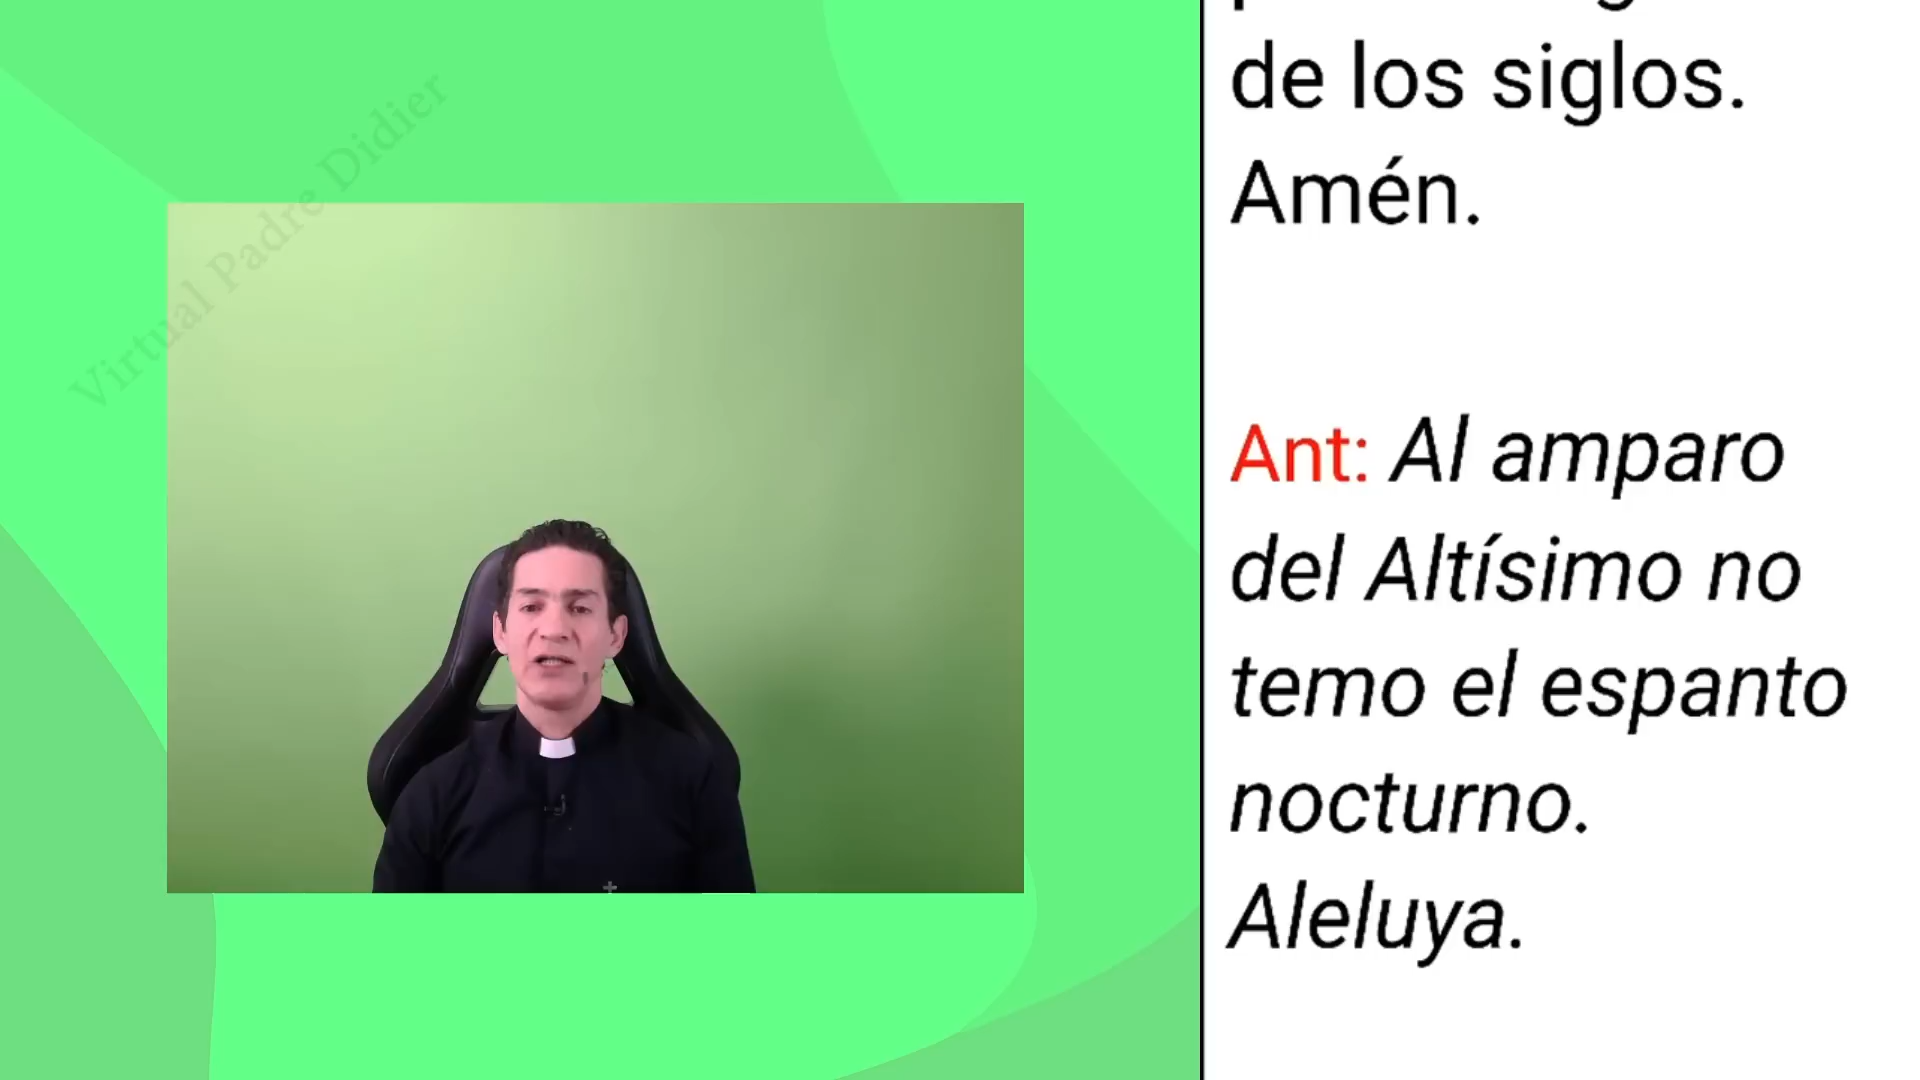 Virtual Padre Didier
de los siglos.
Amén.
Ant: Al amparo
del Altísimo no
temo el espanto
nocturno.
Aleluya.